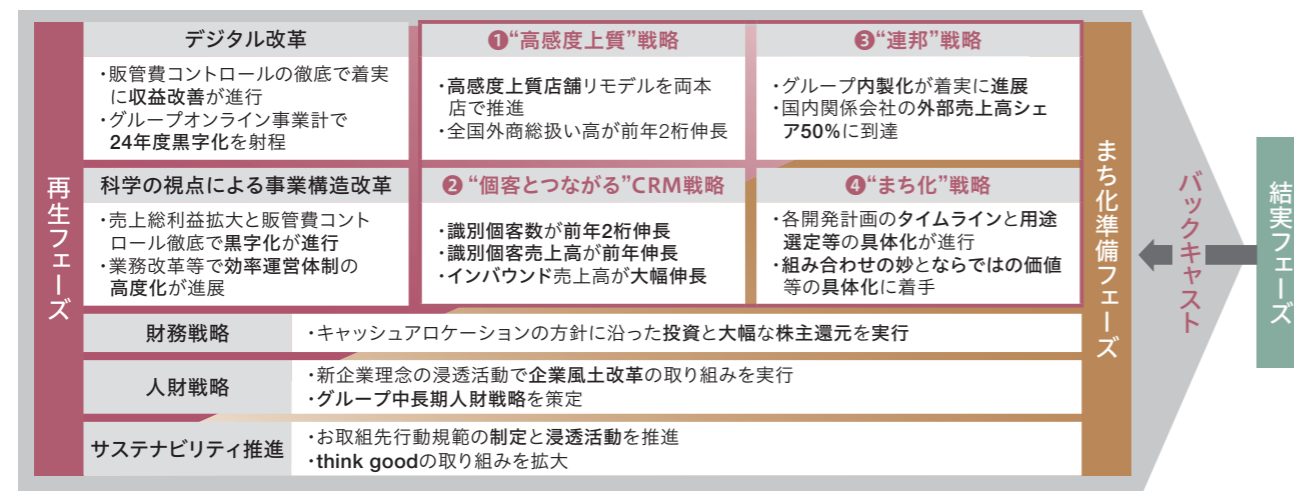 再生フェーズ
デジタル改革
・販管費コントロールの徹底で着実
に収益改善が進行
・グループオンライン事業計で
24年度黒字化を射程
❶“高感度上質”戦略
・高感度上質店舗リモデルを両本
店で推進
・全国外商総扱い高が前年2桁伸長
❸“連邦”戦略
・グループ内製化が着実に進展
・国内関係会社の外部売上高シェ
ア50%に到達
科学の視点による事業構造改革
・売上総利益拡大と販管費コント
ロール徹底で黒字化が進行
・業務改革等で効率運営体制の
高度化が進展
❷“個客とつながる”CRM戦略
・識別個客数が前年2桁伸長
・識別個客売上高が前年伸長
・インバウンド売上高が大幅伸長
❹“まち化”戦略
・各開発計画のタイムラインと用途
選定等の具体化が進行
・組み合わせの妙とならではの価値
等の具体化に着手
財務戦略
・キャッシュアロケーションの方針に沿った投資と大幅な株主還元を実行
人財戦略
・新企業理念の浸透活動で企業風土改革の取り組みを実行
・グループ中長期人財戦略を策定
サステナビリティ推進
・お取組先行動規範の制定と浸透活動を推進
・think goodの取り組みを拡大
まち化準備フェーズ
バックキャスト
結実フェーズ